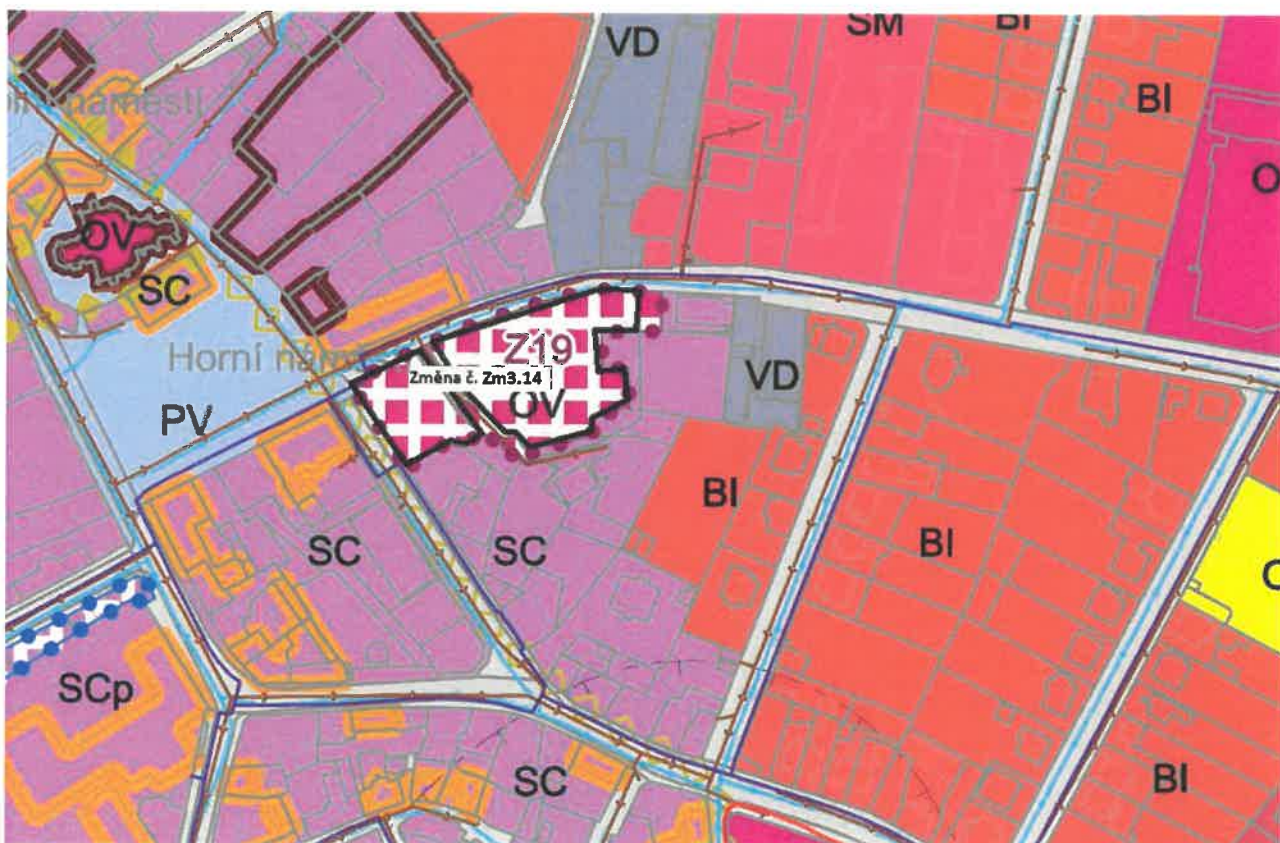 VD
SM
BI
BI
náměstí
OV
SC
Horní
Z19
Změna č. Zm3.14
OV
VD
PV
BI
BI
SC
SC
SCp
SC
BI